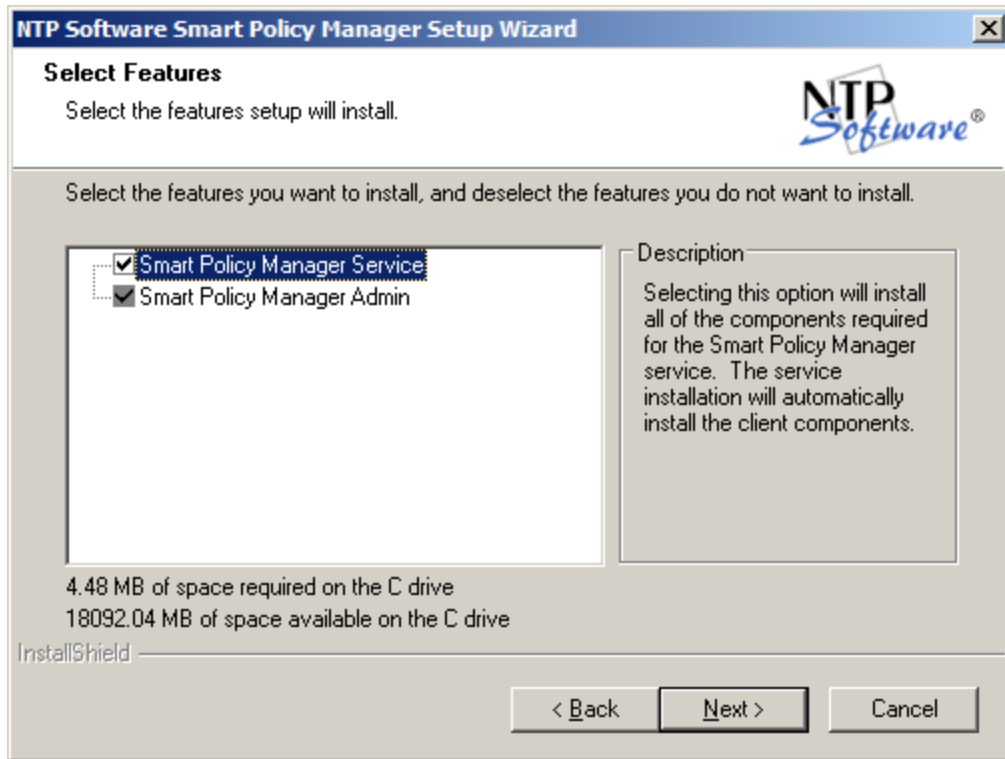 NTP Software Smart Policy Manager Setup Wizard
Select Features
Select the features setup will install.
NTP
Software®
Select the features you want to install, and deselect the features you do not want to install.
Smart Policy Manager Service
Smart Policy Manager Admin
Description
Selecting this option will install
all of the components required
for the Smart Policy Manager
service. The service
installation will automatically
install the client components.
4.48 MB of space required on the C drive
18092.04 MB of space available on the C drive
InstallShield
< Back
Next >
Cancel